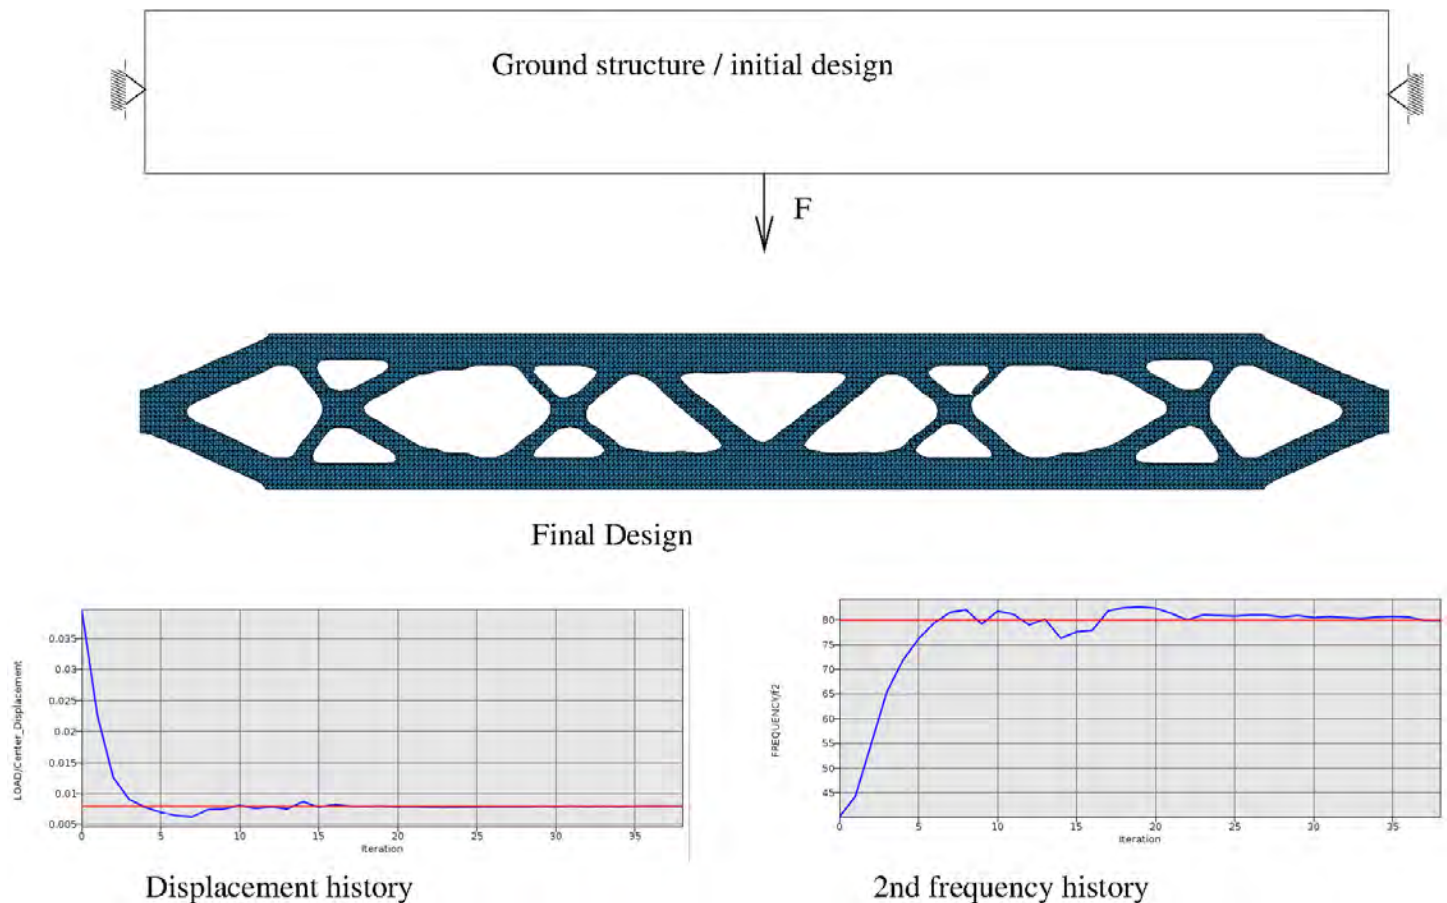 Ground structure / initial design
F
Final Design
LOAD/Center_Displacement
0.035
0.03
0.025
0.02
0.015
0.01
0.005
0 5 10 15 20 25 30 35
Iteration
Displacement history
FREQUENCY/f2
80
75
70
65
60
55
50
45
0 5 10 15 20 25 30 35
Iteration
2nd frequency history